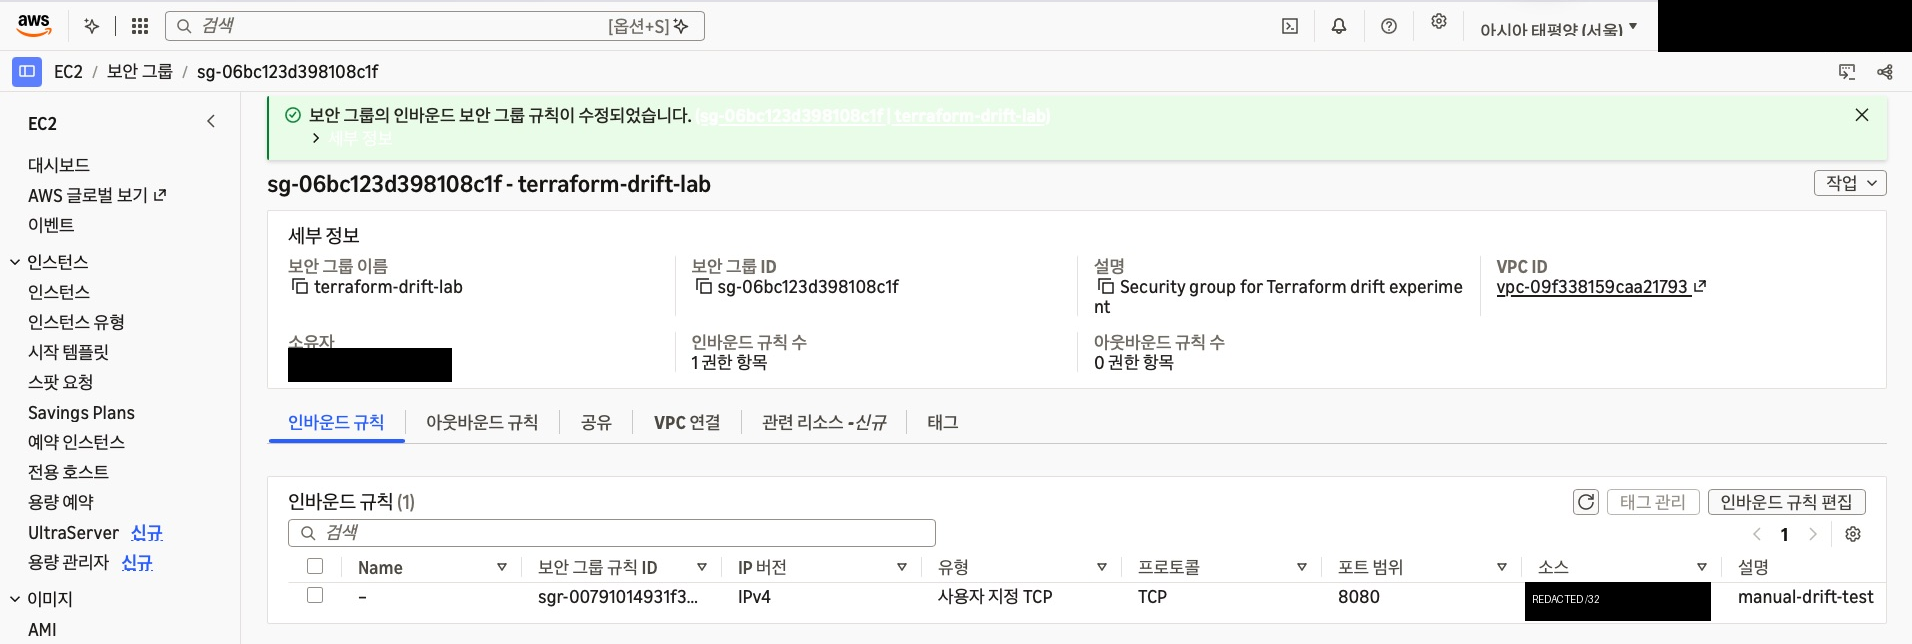 aws
검색 [옵션+S]
아시아 태평양 (서울)
EC2 / 보안 그룹 / sg-06bc123d398108c1f
EC2
대시보드
AWS 글로벌 보기
이벤트
인스턴스
인스턴스
인스턴스 유형
시작 템플릿
스팟 요청
Savings Plans
예약 인스턴스
전용 호스트
용량 예약
UltraServer 신규
용량 관리자 신규
이미지
AMI
보안 그룹의 인바운드 보안 그룹 규칙이 수정되었습니다. (sg-06bc123d398108c1f | terraform-drift-lab)
세부 정보
sg-06bc123d398108c1f - terraform-drift-lab
작업
세부 정보
보안 그룹 이름
terraform-drift-lab
보안 그룹 ID
sg-06bc123d398108c1f
설명
Security group for Terraform drift experime
nt
VPC ID
vpc-09f338159caa21793
소유자
인바운드 규칙 수
1 권한 항목
아웃바운드 규칙 수
0 권한 항목
인바운드 규칙 아웃바운드 규칙 공유 VPC 연결 관련 리소스 - 신규 태그
인바운드 규칙 (1)
태그 관리 인바운드 규칙 편집
검색
1
Name 보안 그룹 규칙 ID IP 버전 유형 프로토콜 포트 범위 소스 설명
– sgr-00791014931f3... IPv4 사용자 지정 TCP TCP 8080 REDACTED/32 manual-drift-test